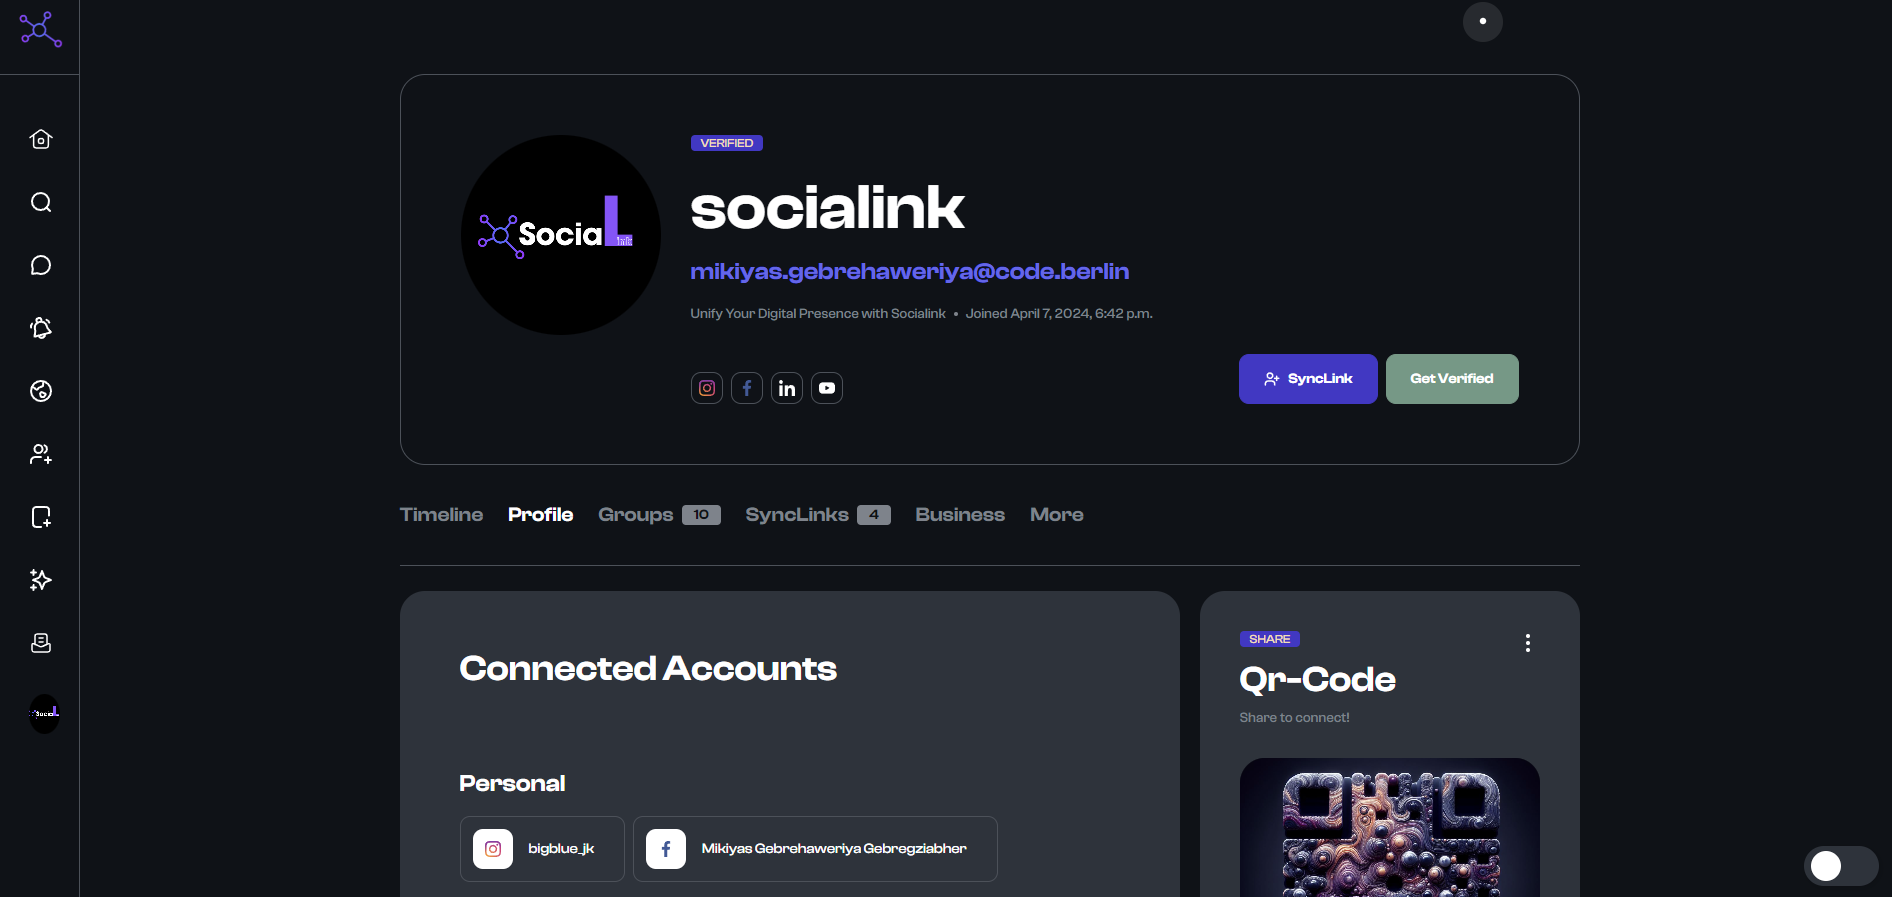 VERIFIED
socialink
Social
link
mikiyas.gebrehaweriya@code.berlin
Unify Your Digital Presence with Socialink • Joined April 7, 2024, 6:42 p.m.
SyncLink
Get Verified
Timeline Profile Groups 10 SyncLinks 4 Business More
Connected Accounts
SHARE
Qr-Code
Share to connect!
Social
Personal
bigblue_jk
Mikiyas Gebrehaweriya Gebregziabher